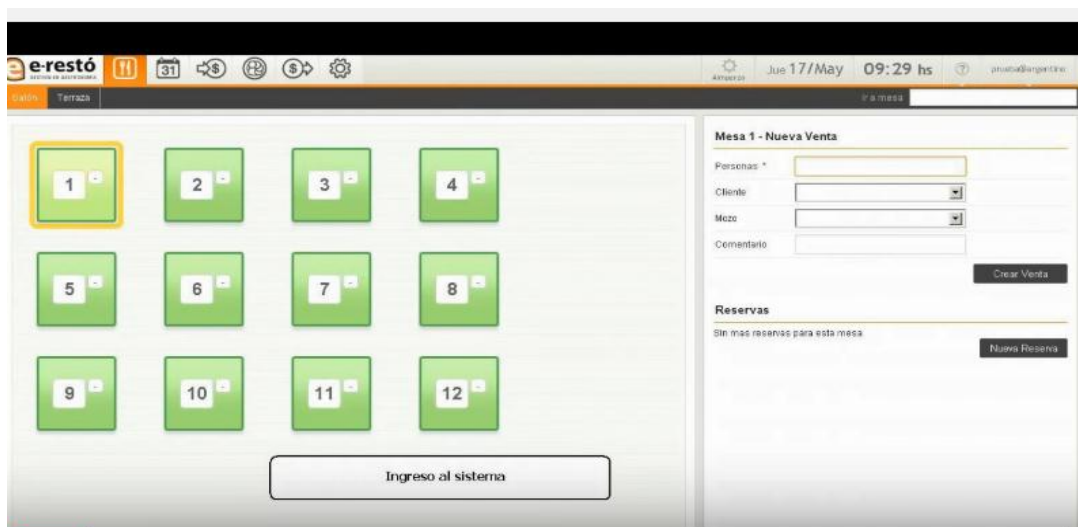 e·restó
31
Almuerzo
Jue 17/May 09:29 hs
?
Salón Terraza
Ir a mesa
1 - 2 - 3 - 4 -
5 - 6 - 7 - 8 -
9 - 10 - 11 - 12 -
Ingreso al sistema
Mesa 1 - Nueva Venta
Personas *
Cliente
Mozo
Comentario
Crear Venta
Reservas
Sin mas reservas para esta mesa
Nueva Reserva